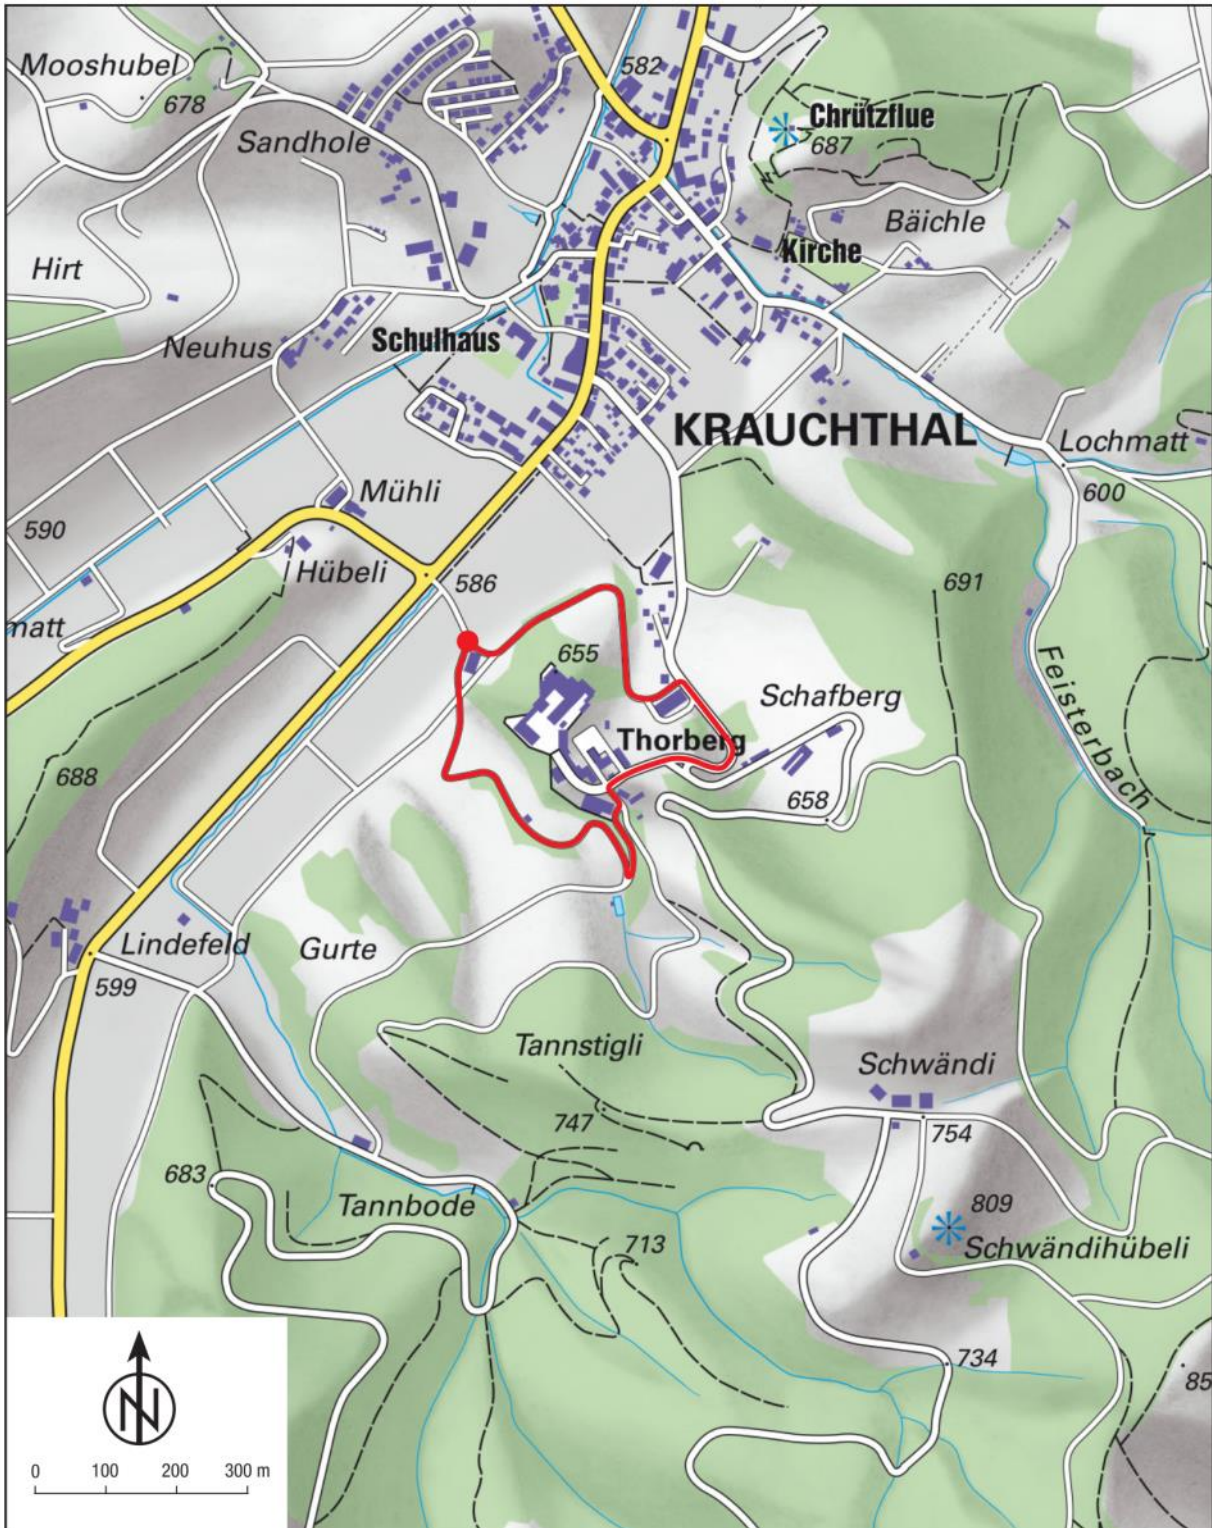 Mooshubel
678
582
Sandhole
Chrützflue
687
Bäichle
Kirche
Hirt
Neuhus
Schulhaus
KRAUCHTHAL
Lochmatt
600
Mühli
590
Hübeli
586
691
matt
655
Schafberg
Feisterbach
Thorberg
688
658
Lindefeld
Gurte
599
Tannstigli
Schwändi
747
754
683
Tannbode
809
713
Schwändihübeli
734
85
N
0 100 200 300 m